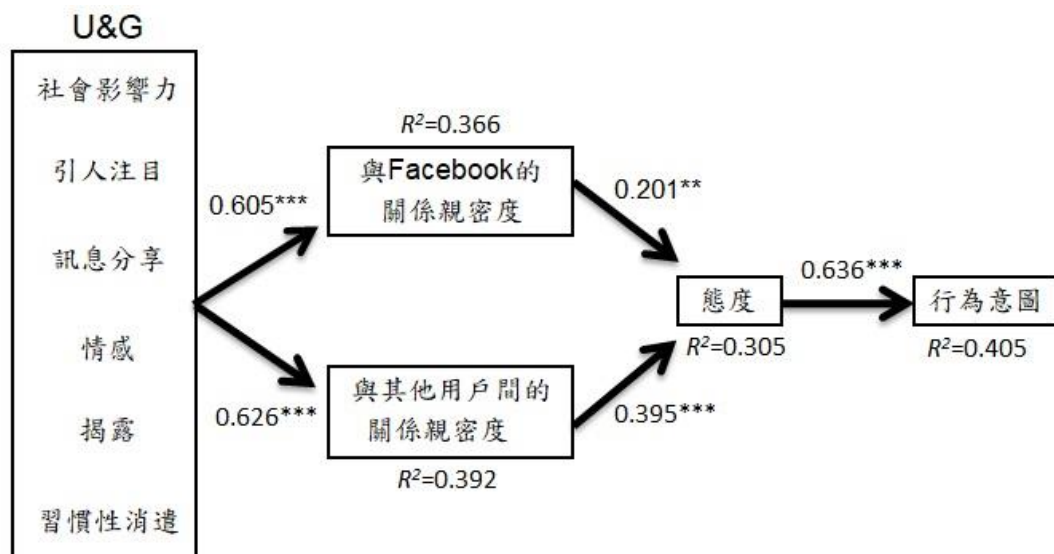 U&G
社會影響力
引人注目
訊息分享
情感
揭露
習慣性消遣
0.605***
0.626***
R²=0.366
與Facebook的
關係親密度
與其他用戶間的
關係親密度
R²=0.392
0.201**
0.395***
態度
R²=0.305
0.636***
行為意圖
R²=0.405